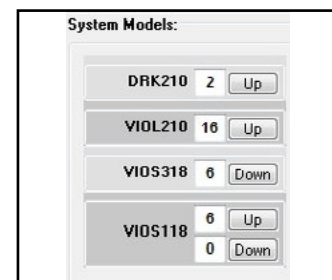 System Models:
DRK210 2 Up
VIOL210 16 Up
VIOS318 6 Down
VIOS118 6 Up
0 Down